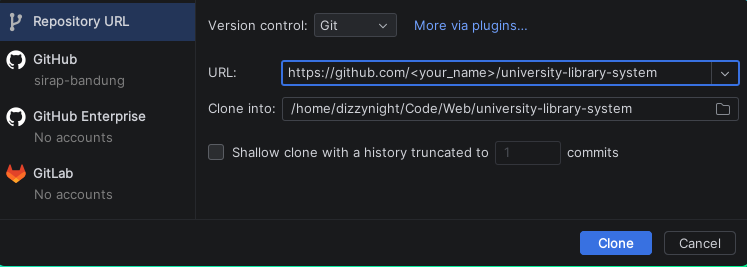 Repository URL
GitHub
sirap-bandung
GitHub Enterprise
No accounts
GitLab
No accounts
Version control: Git More via plugins...
URL: https://github.com/<your_name>/university-library-system
Clone into: /home/dizzynight/Code/Web/university-library-system
Shallow clone with a history truncated to 1 commits
Clone Cancel